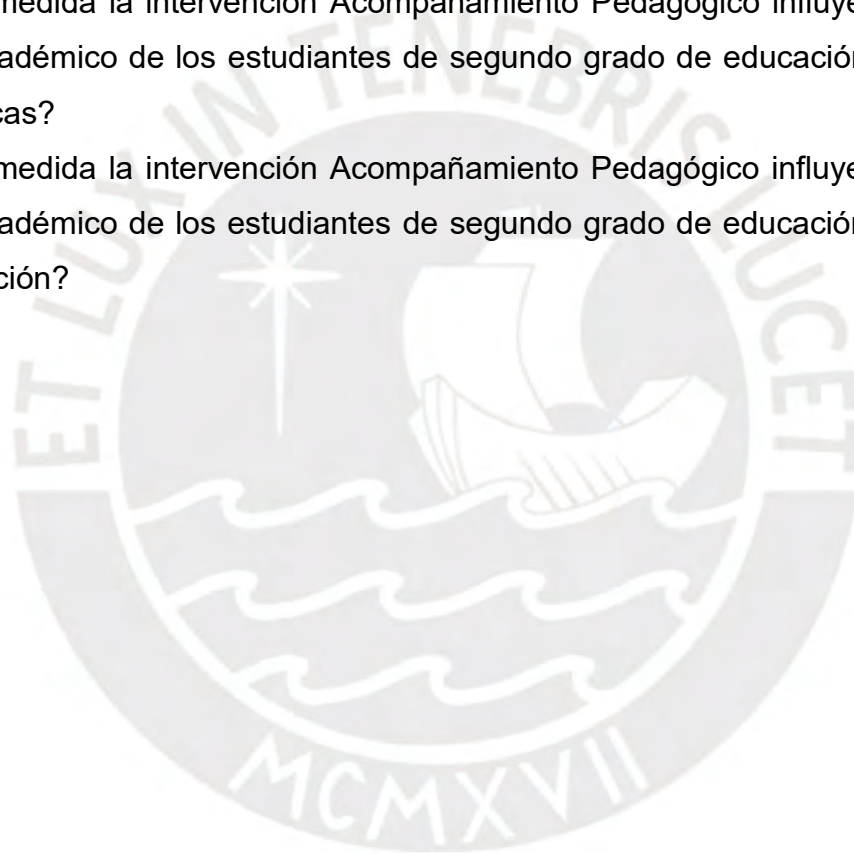 medida la intervención Acompañamiento Pedagógico influye
adémico de los estudiantes de segundo grado de educación
cas?
medida la intervención Acompañamiento Pedagógico influye
adémico de los estudiantes de segundo grado de educación
ción?
ET LUX IN TENEBRIS LUCET
MCMXVII